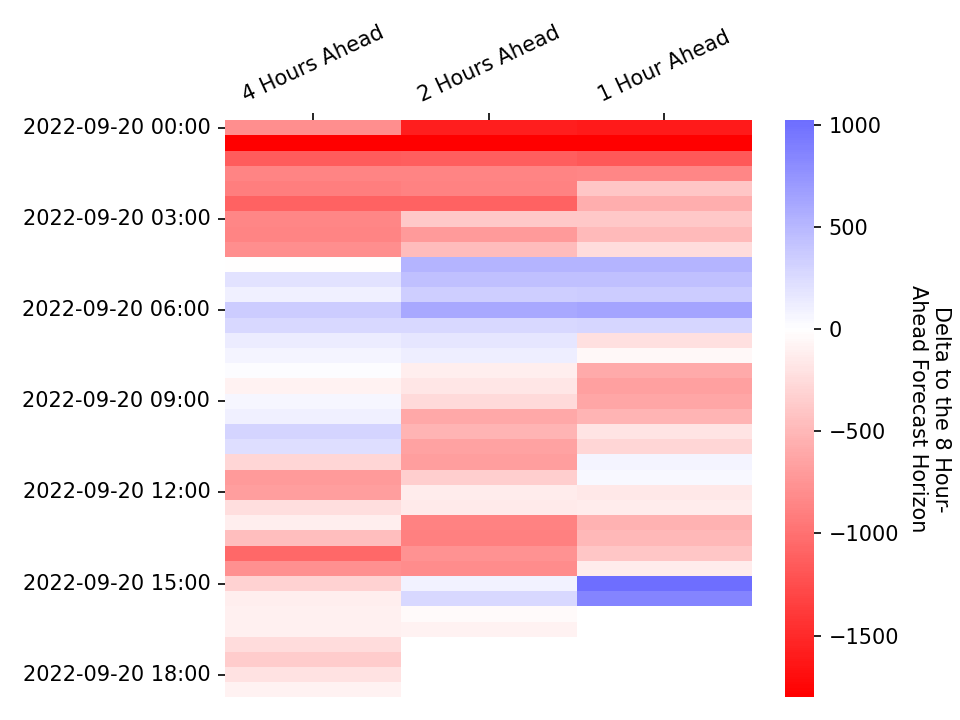 4 Hours Ahead
2 Hours Ahead
1 Hour Ahead
2022-09-20 00:00
2022-09-20 03:00
2022-09-20 06:00
2022-09-20 09:00
2022-09-20 12:00
2022-09-20 15:00
2022-09-20 18:00
1000
500
0
−500
−1000
−1500
Delta to the 8 Hour-
Ahead Forecast Horizon